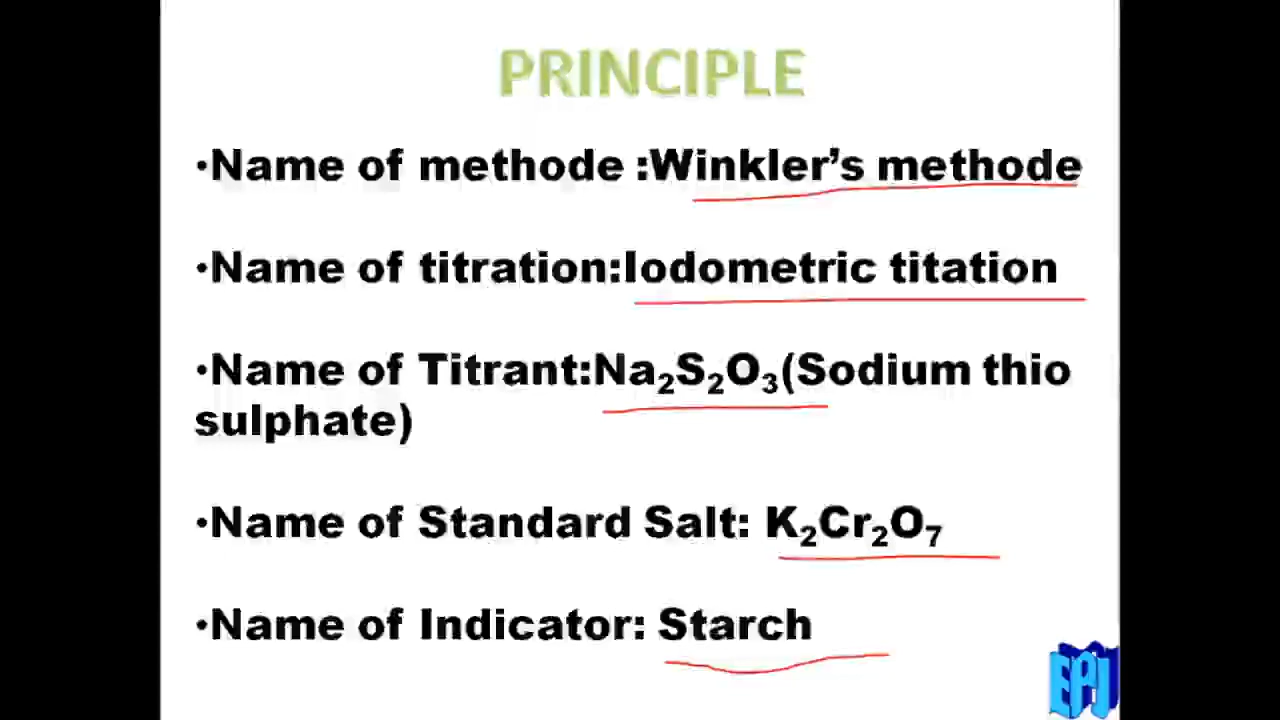 PRINCIPLE
•Name of methode :Winkler’s methode
•Name of titration:Iodometric titation
•Name of Titrant:Na₂S₂O₃(Sodium thio
sulphate)
•Name of Standard Salt: K₂Cr₂O₇
•Name of Indicator: Starch
EPJ